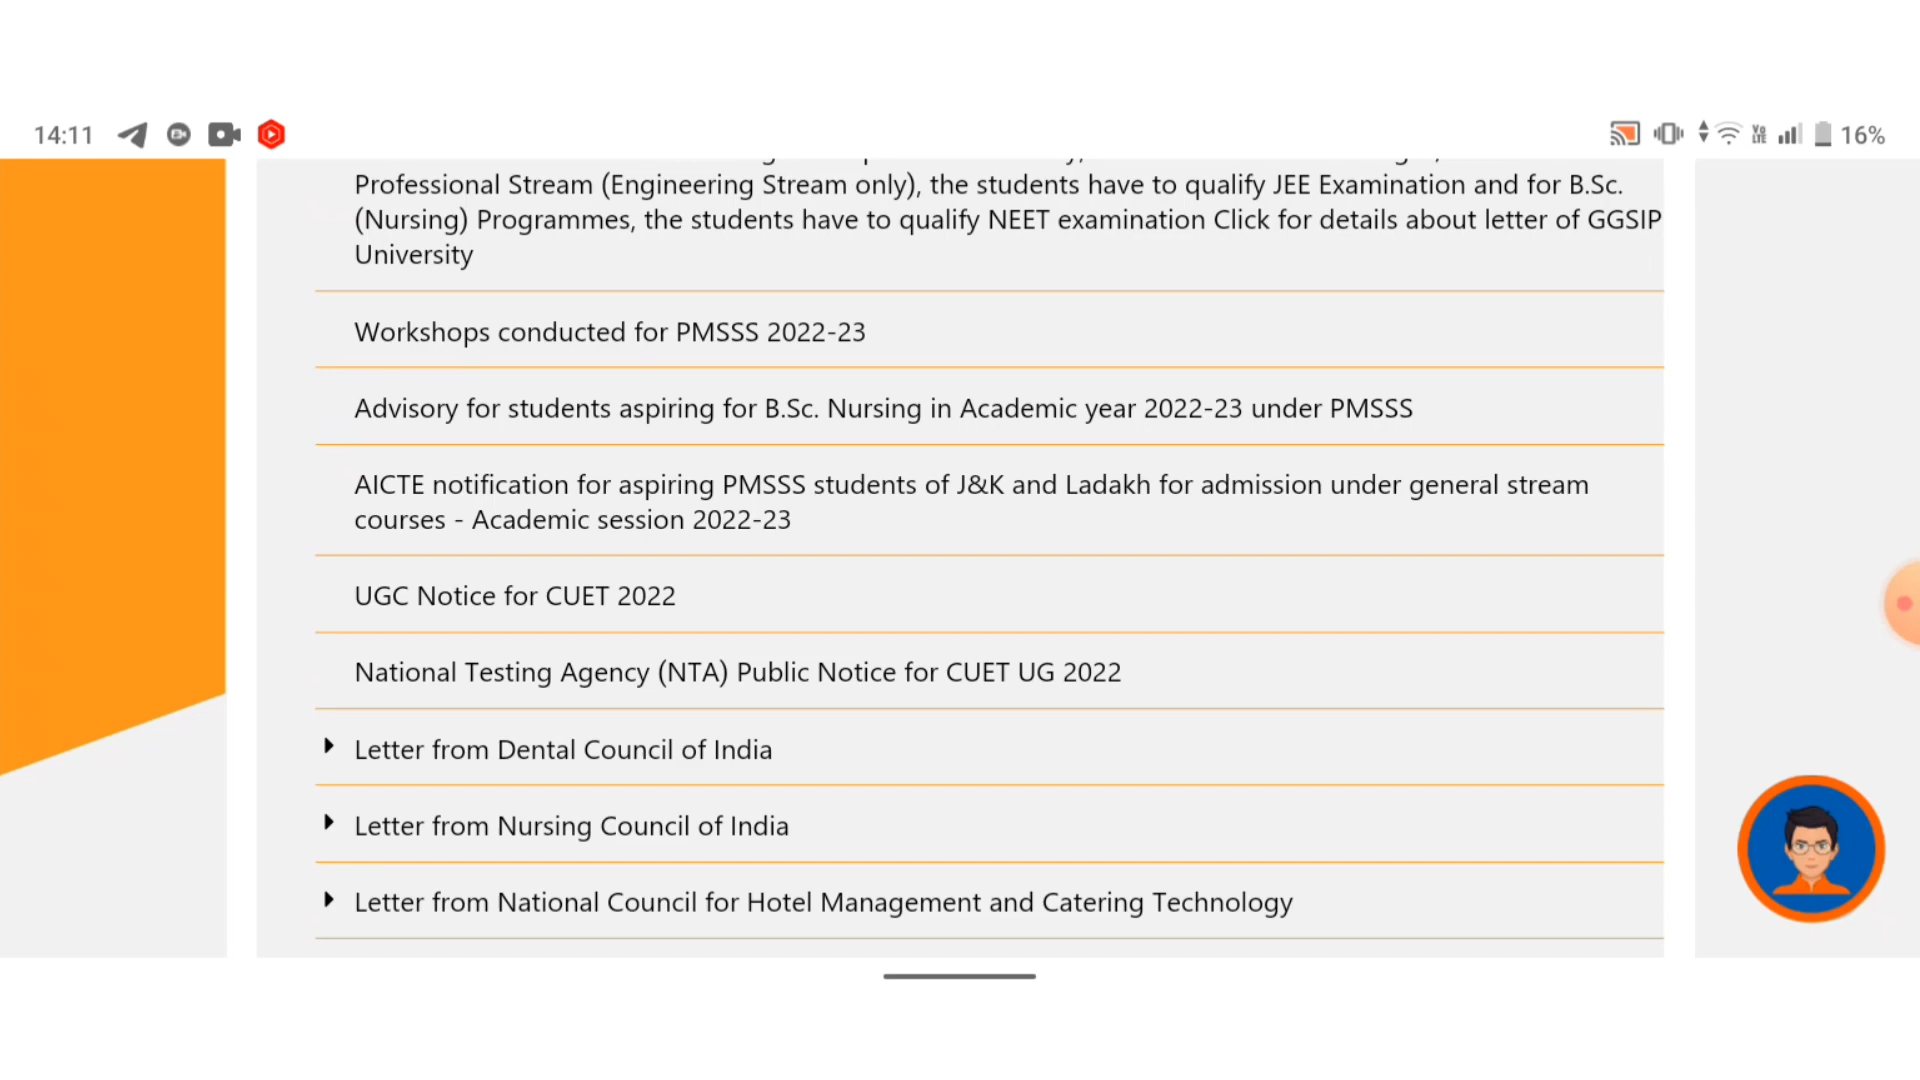 14:11
Vo
LTE
16%
Professional Stream (Engineering Stream only), the students have to qualify JEE Examination and for B.Sc.
(Nursing) Programmes, the students have to qualify NEET examination Click for details about letter of GGSIP
University
Workshops conducted for PMSSS 2022-23
Advisory for students aspiring for B.Sc. Nursing in Academic year 2022-23 under PMSSS
AICTE notification for aspiring PMSSS students of J&K and Ladakh for admission under general stream
courses - Academic session 2022-23
UGC Notice for CUET 2022
National Testing Agency (NTA) Public Notice for CUET UG 2022
Letter from Dental Council of India
Letter from Nursing Council of India
Letter from National Council for Hotel Management and Catering Technology